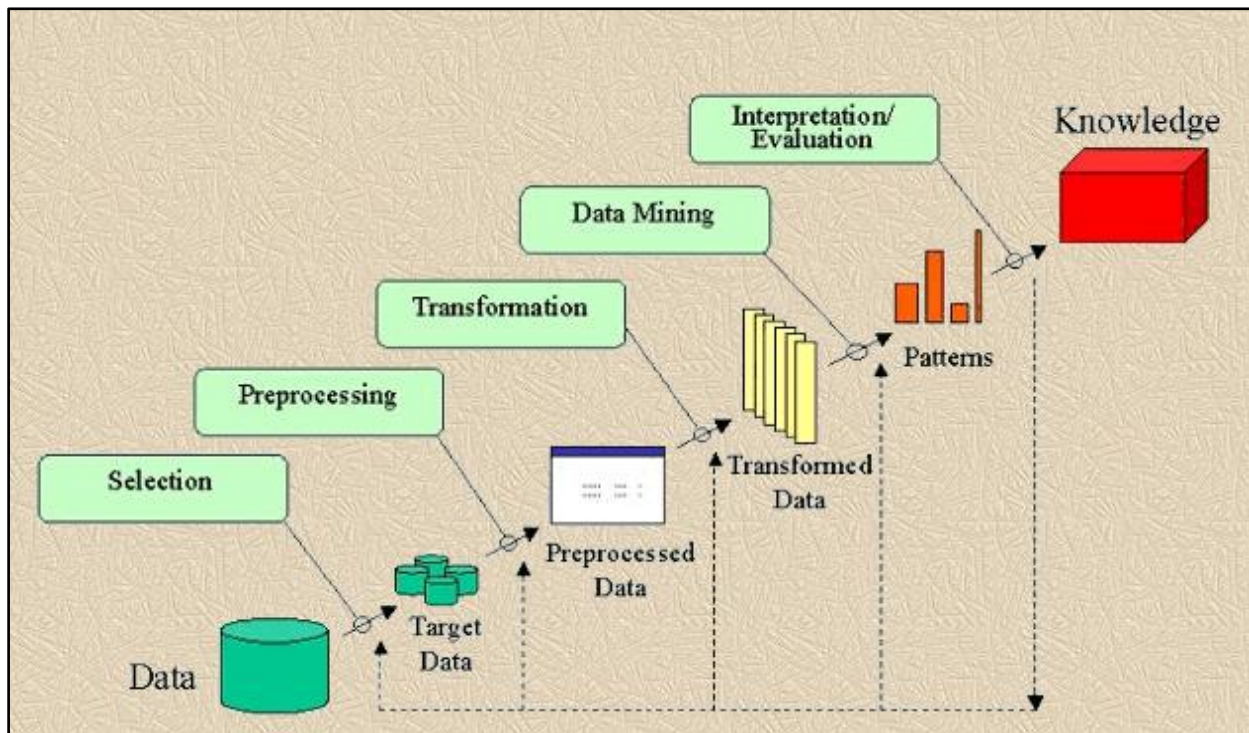 Interpretation/
Evaluation
Knowledge
Data Mining
Transformation
Patterns
Preprocessing
Transformed
Data
Selection
Preprocessed
Data
Target
Data
Data